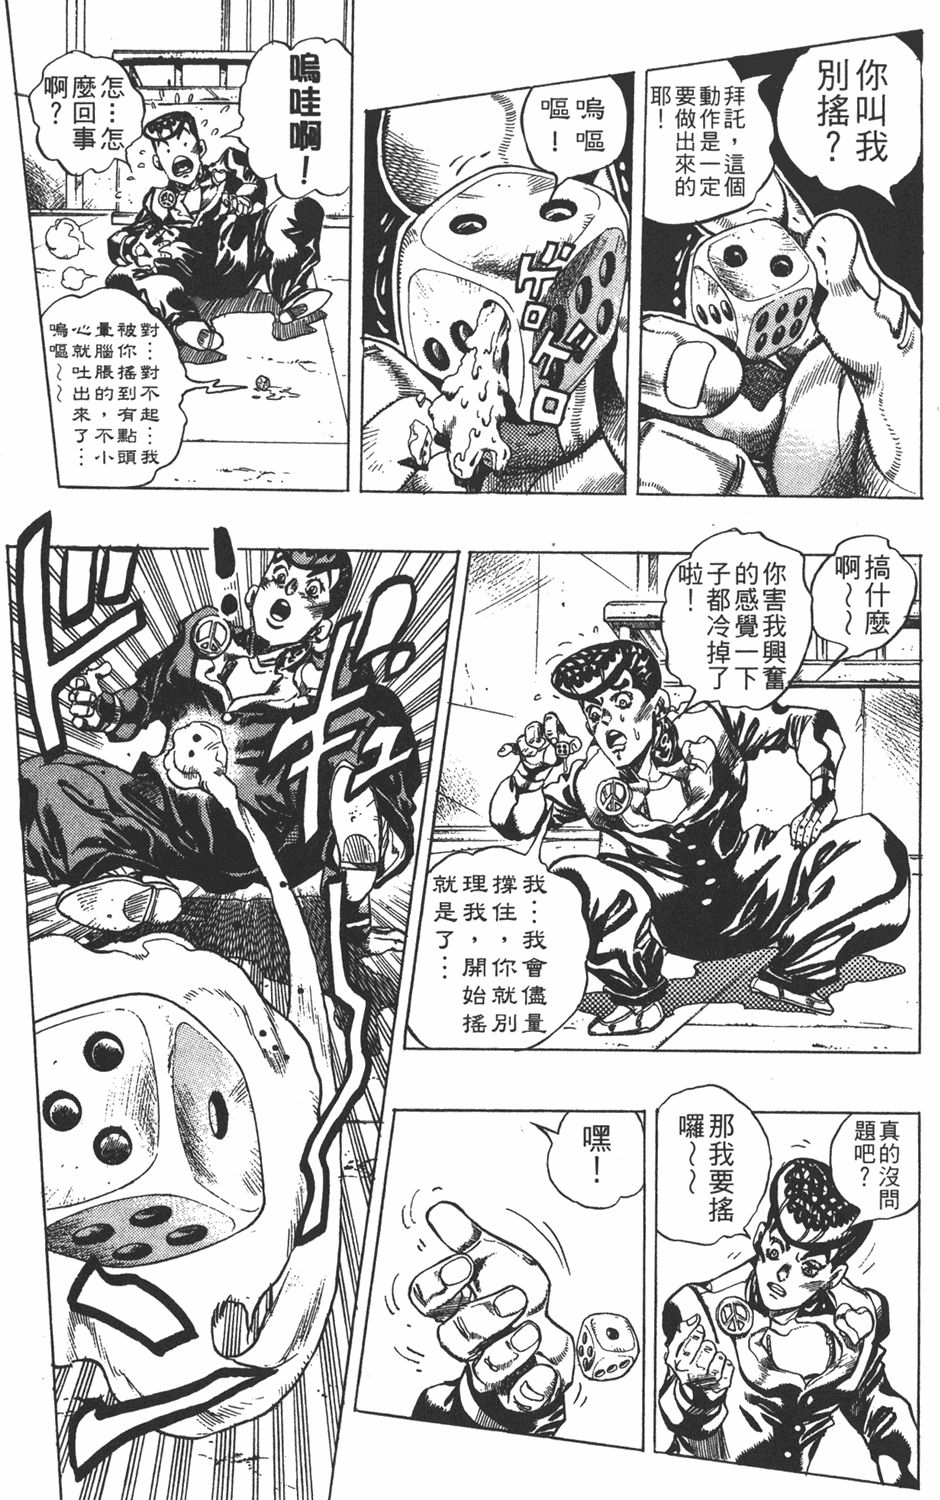 你叫我
別搖？
拜託，這個
動作是一定
要做出來的
耶！
嗚嘔
嘔！
ゲロゲロ
嗚哇啊！
怎…怎
麼回事
啊？
對…對不起…我
被你搖到有點頭
暈腦脹的，不小
心就吐出來了…
嗚嘔～
搞什麼
啊～～
你害我興奮
的感覺一下
子都冷掉了
啦！
我…我會儘量
撐住，你就別
理我，開始搖
就是了…
真的沒問
題吧？
那我要搖
囉～～
嘿！
ドギュ